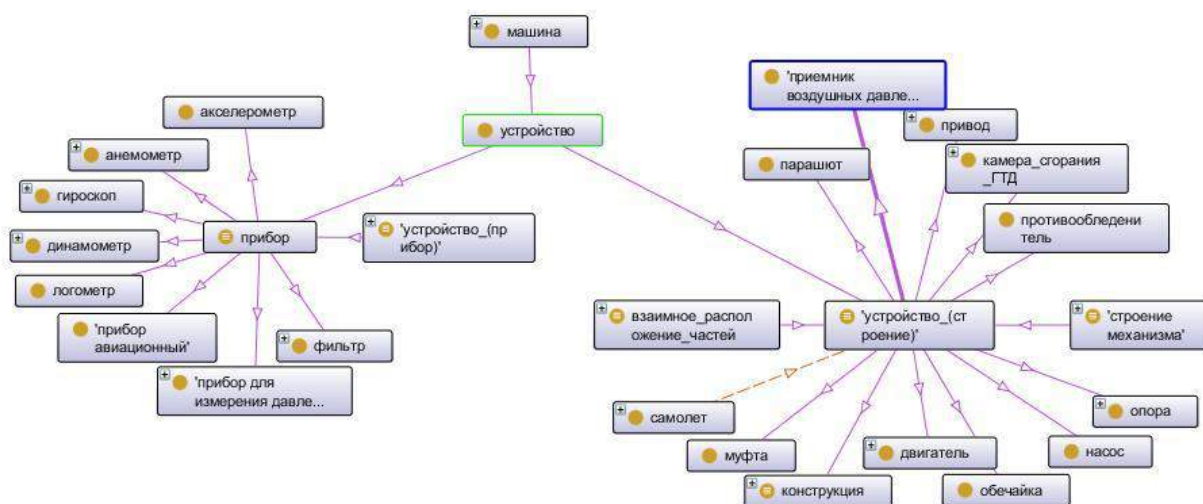 машина
устройство
акселерометр
анемометр
гироскоп
динамометр
логометр
прибор
'устройство_(пр
ибор)'
'прибор
авиационный'
фильтр
'прибор для
измерения давле...
'приемник
воздушных давле...
привод
парашют
камера_сгорания
_ГТД
противообледени
тель
взаимное_распол
ожение_частей
'устройство_(ст
роение)'
'строение
механизма'
самолет
муфта
конструкция
двигатель
обечайка
насос
опора